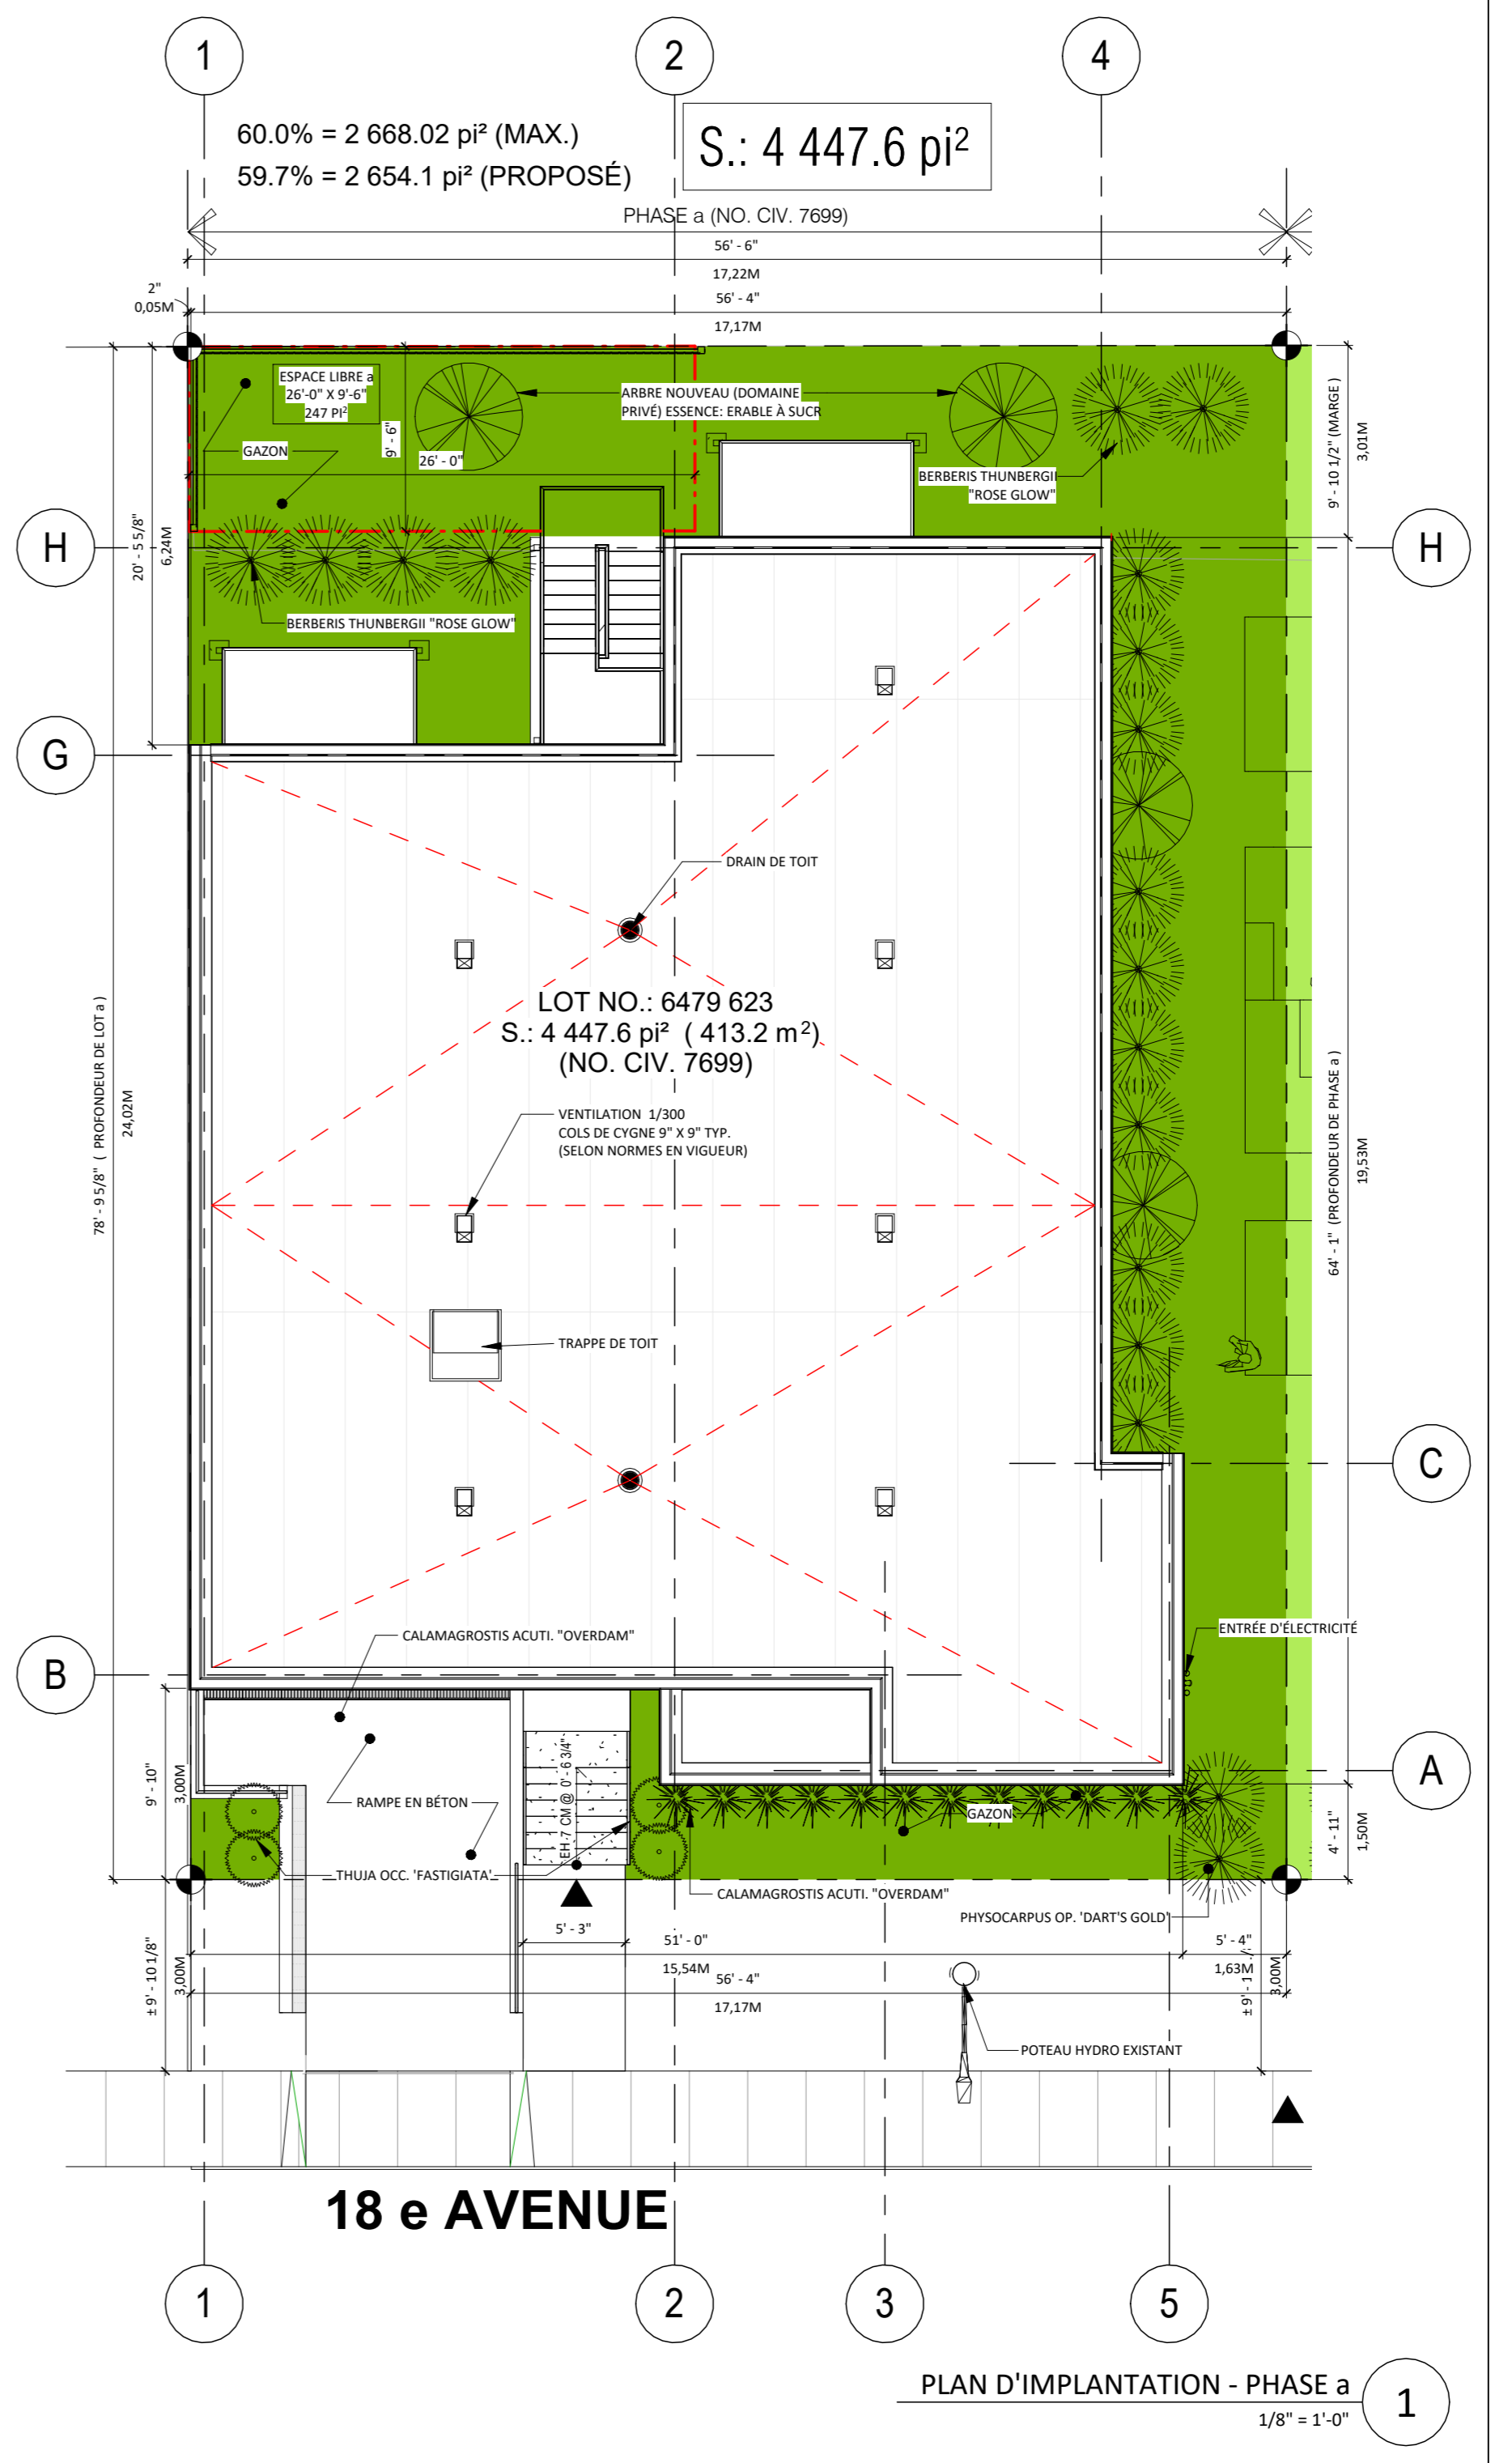 1
2
4
60.0% = 2 668.02 pi² (MAX.)
59.7% = 2 654.1 pi² (PROPOSÉ)
S.: 4 447.6 pi²
PHASE a (NO. CIV. 7699)
56' - 6"
17,22M
2"
0,05M
56' - 4"
17,17M
ESPACE LIBRE a
26'-0" X 9'-6"
247 PI²
ARBRE NOUVEAU (DOMAINE
PRIVÉ) ESSENCE: ERABLE À SUCR
9' - 10 1/2" (MARGE )
3,01M
GAZON
9' - 6"
26' - 0"
BERBERIS THUNBERGII
"ROSE GLOW"
H
20' - 5 5/8"
6,24M
H
BERBERIS THUNBERGII "ROSE GLOW"
G
DRAIN DE TOIT
LOT NO.: 6479 623
S.: 4 447.6 pi² ( 413.2 m²)
(NO. CIV. 7699)
78' - 9 5/8" ( PROFONDEUR DE LOT a )
24,02M
VENTILATION 1/300
COLS DE CYGNE 9" X 9" TYP.
(SELON NORMES EN VIGUEUR)
64' - 1" (PROFONDEUR DE PHASE a )
19,53M
TRAPPE DE TOIT
C
CALAMAGROSTIS ACUTI. "OVERDAM"
ENTRÉE D'ÉLECTRICITÉ
B
A
9' - 10"
3,00M
EH-7 CM @ 0' - 6 3/4"
RAMPE EN BÉTON
GAZON
4' - 11"
1,50M
THUJA OCC. 'FASTIGIATA'
CALAMAGROSTIS ACUTI. "OVERDAM"
PHYSOCARPUS OP. 'DART'S GOLD'
5' - 3"
51' - 0"
15,54M
5' - 4"
1,63M
± 9' - 10 1/8"
3,00M
56' - 4"
17,17M
3,00M
POTEAU HYDRO EXISTANT
18 e AVENUE
1
2
3
5
PLAN D'IMPLANTATION - PHASE a
1/8" = 1'-0"
1